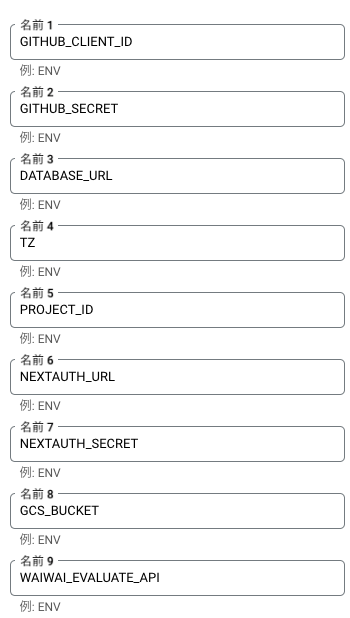 名前 1
GITHUB_CLIENT_ID
例: ENV
名前 2
GITHUB_SECRET
例: ENV
名前 3
DATABASE_URL
例: ENV
名前 4
TZ
例: ENV
名前 5
PROJECT_ID
例: ENV
名前 6
NEXTAUTH_URL
例: ENV
名前 7
NEXTAUTH_SECRET
例: ENV
名前 8
GCS_BUCKET
例: ENV
名前 9
WAIWAI_EVALUATE_API
例: ENV